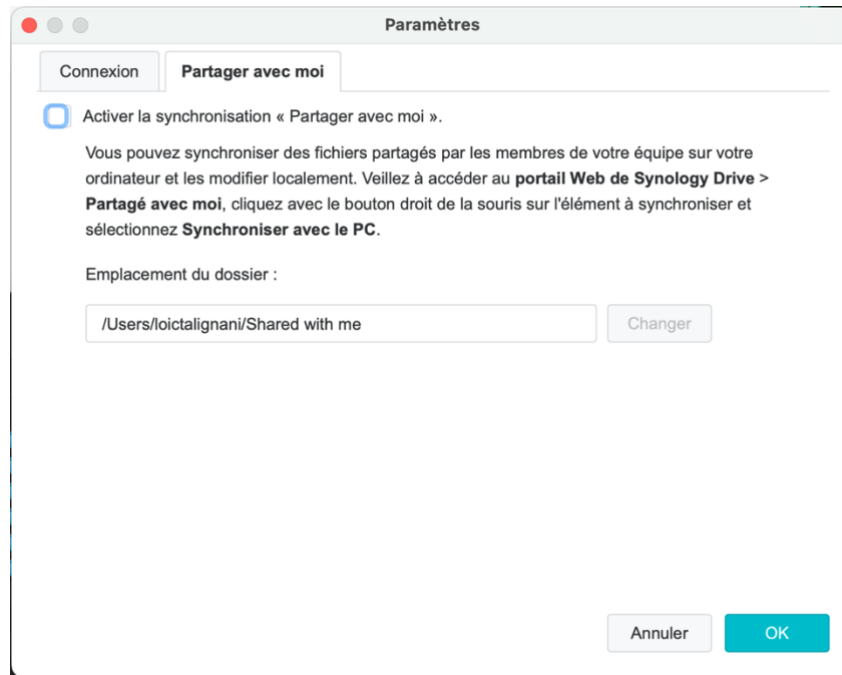 Paramètres
Connexion
Partager avec moi
Activer la synchronisation « Partager avec moi ».
Vous pouvez synchroniser des fichiers partagés par les membres de votre équipe sur votre
ordinateur et les modifier localement. Veillez à accéder au portail Web de Synology Drive >
Partagé avec moi, cliquez avec le bouton droit de la souris sur l'élément à synchroniser et
sélectionnez Synchroniser avec le PC.
Emplacement du dossier :
/Users/loictalignani/Shared with me
Changer
Annuler
OK